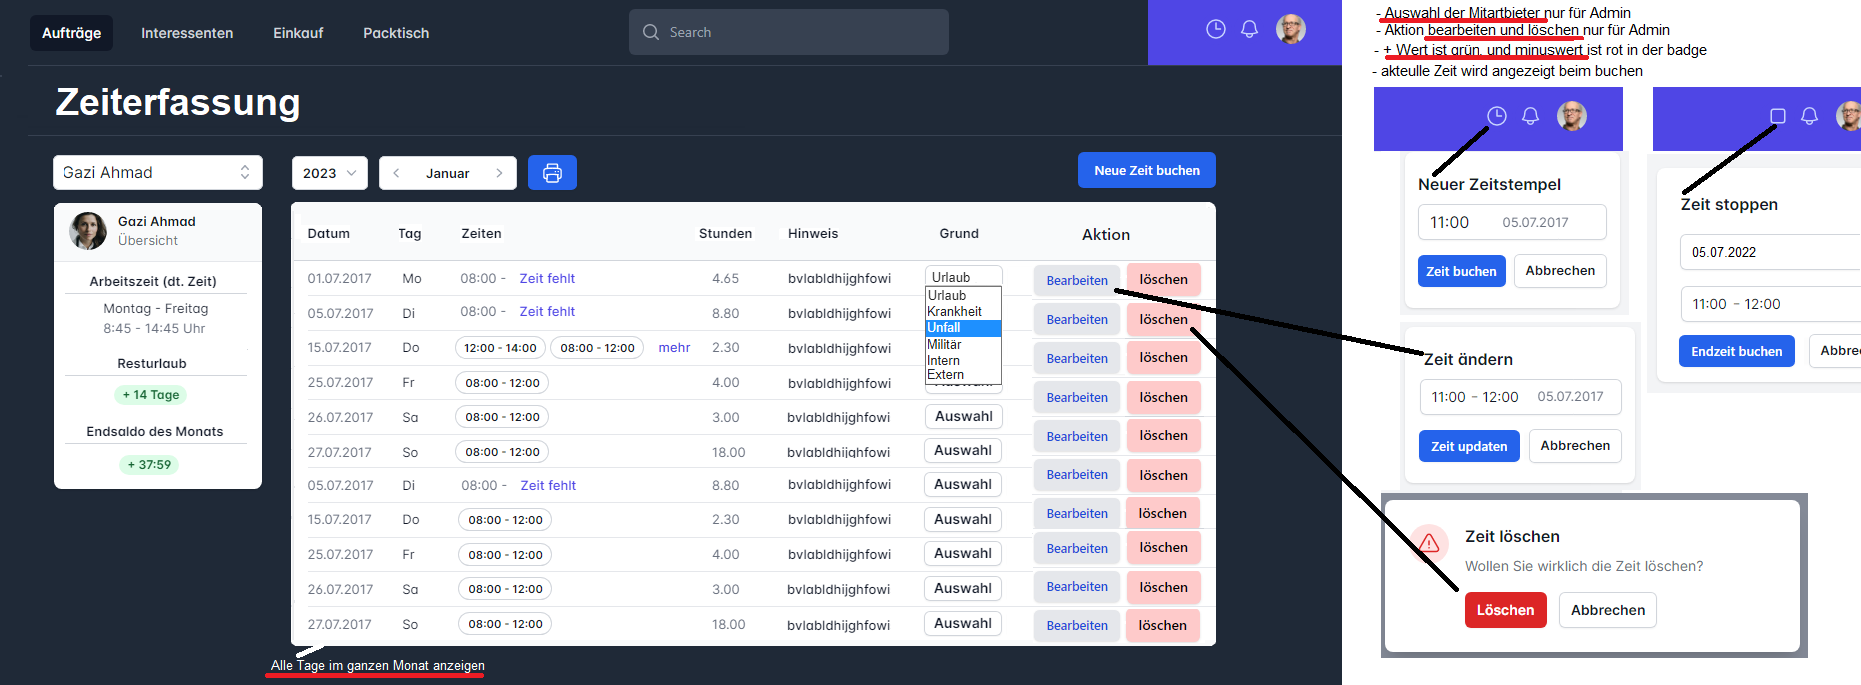 Aufträge Interessenten Einkauf Packtisch Search
Zeiterfassung
Gazi Ahmad 2023 Januar Neue Zeit buchen
Gazi Ahmad
Übersicht
Arbeitszeit (dt. Zeit)
Montag - Freitag
8:45 - 14:45 Uhr
Resturlaub
+ 14 Tage
Endsaldo des Monats
+ 37:59
Datum Tag Zeiten Stunden Hinweis Grund Aktion
01.07.2017 Mo 08:00 - Zeit fehlt 4.65 bvlabldhijghfowi Urlaub Bearbeiten löschen
Urlaub
Krankheit
Unfall
Militär
Intern
Extern
05.07.2017 Di 08:00 - Zeit fehlt 8.80 bvlabldhijghfowi Bearbeiten löschen
15.07.2017 Do 12:00 - 14:00 08:00 - 12:00 mehr 2.30 bvlabldhijghfowi Bearbeiten löschen
25.07.2017 Fr 08:00 - 12:00 4.00 bvlabldhijghfowi Bearbeiten löschen
26.07.2017 Sa 08:00 - 12:00 3.00 bvlabldhijghfowi Auswahl Bearbeiten löschen
27.07.2017 So 08:00 - 12:00 18.00 bvlabldhijghfowi Auswahl Bearbeiten löschen
05.07.2017 Di 08:00 - Zeit fehlt 8.80 bvlabldhijghfowi Auswahl Bearbeiten löschen
15.07.2017 Do 08:00 - 12:00 2.30 bvlabldhijghfowi Auswahl Bearbeiten löschen
25.07.2017 Fr 08:00 - 12:00 4.00 bvlabldhijghfowi Auswahl Bearbeiten löschen
26.07.2017 Sa 08:00 - 12:00 3.00 bvlabldhijghfowi Auswahl Bearbeiten löschen
27.07.2017 So 08:00 - 12:00 18.00 bvlabldhijghfowi Auswahl Bearbeiten löschen
Alle Tage im ganzen Monat anzeigen
- Auswahl der Mitartbieter nur für Admin
- Aktion bearbeiten und löschen nur für Admin
- + Wert ist grün, und minuswert ist rot in der badge
- akteulle Zeit wird angezeigt beim buchen
Neuer Zeitstempel
11:00 05.07.2017
Zeit buchen Abbrechen
Zeit stoppen
05.07.2022
11:00 - 12:00
Endzeit buchen Abbre
Zeit ändern
11:00 - 12:00 05.07.2017
Zeit updaten Abbrechen
Zeit löschen
Wollen Sie wirklich die Zeit löschen?
Löschen Abbrechen